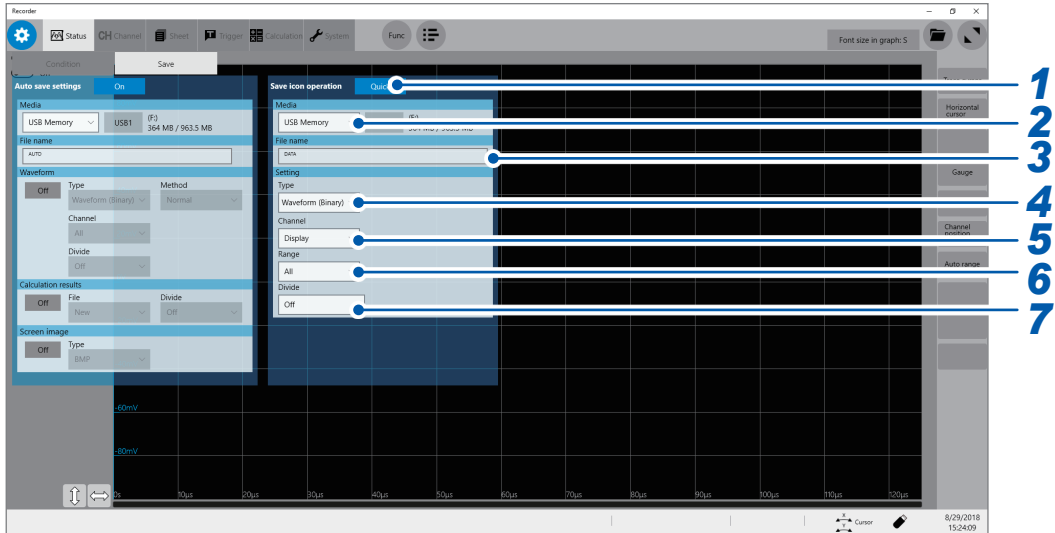 Recorder
Status CH Channel Sheet Trigger Calculation System Func Font size in graph: S
Condition Save
Auto save settings On
Media
USB Memory USB1 (F:)
364 MB / 963.5 MB
File name
AUTO
Waveform
Off Type Method
Waveform (Binary) Normal
Channel
All
Divide
Off
Calculation results
Off File Divide
New Off
Screen image
Off Type
BMP
Save icon operation Quick
Media
USB Memory
File name
DATA
Setting
Type
Waveform (Binary)
Channel
Display
Range
All
Divide
Off
Horizontal
cursor
Gauge
Channel
position
Auto range
1
2
3
4
5
6
7
-60mV
-80mV
0s 10µs 20µs 30µs 40µs 50µs 60µs 70µs 80µs 90µs 100µs 110µs 120µs
X
Y
Cursor
8/29/2018
15:24:09